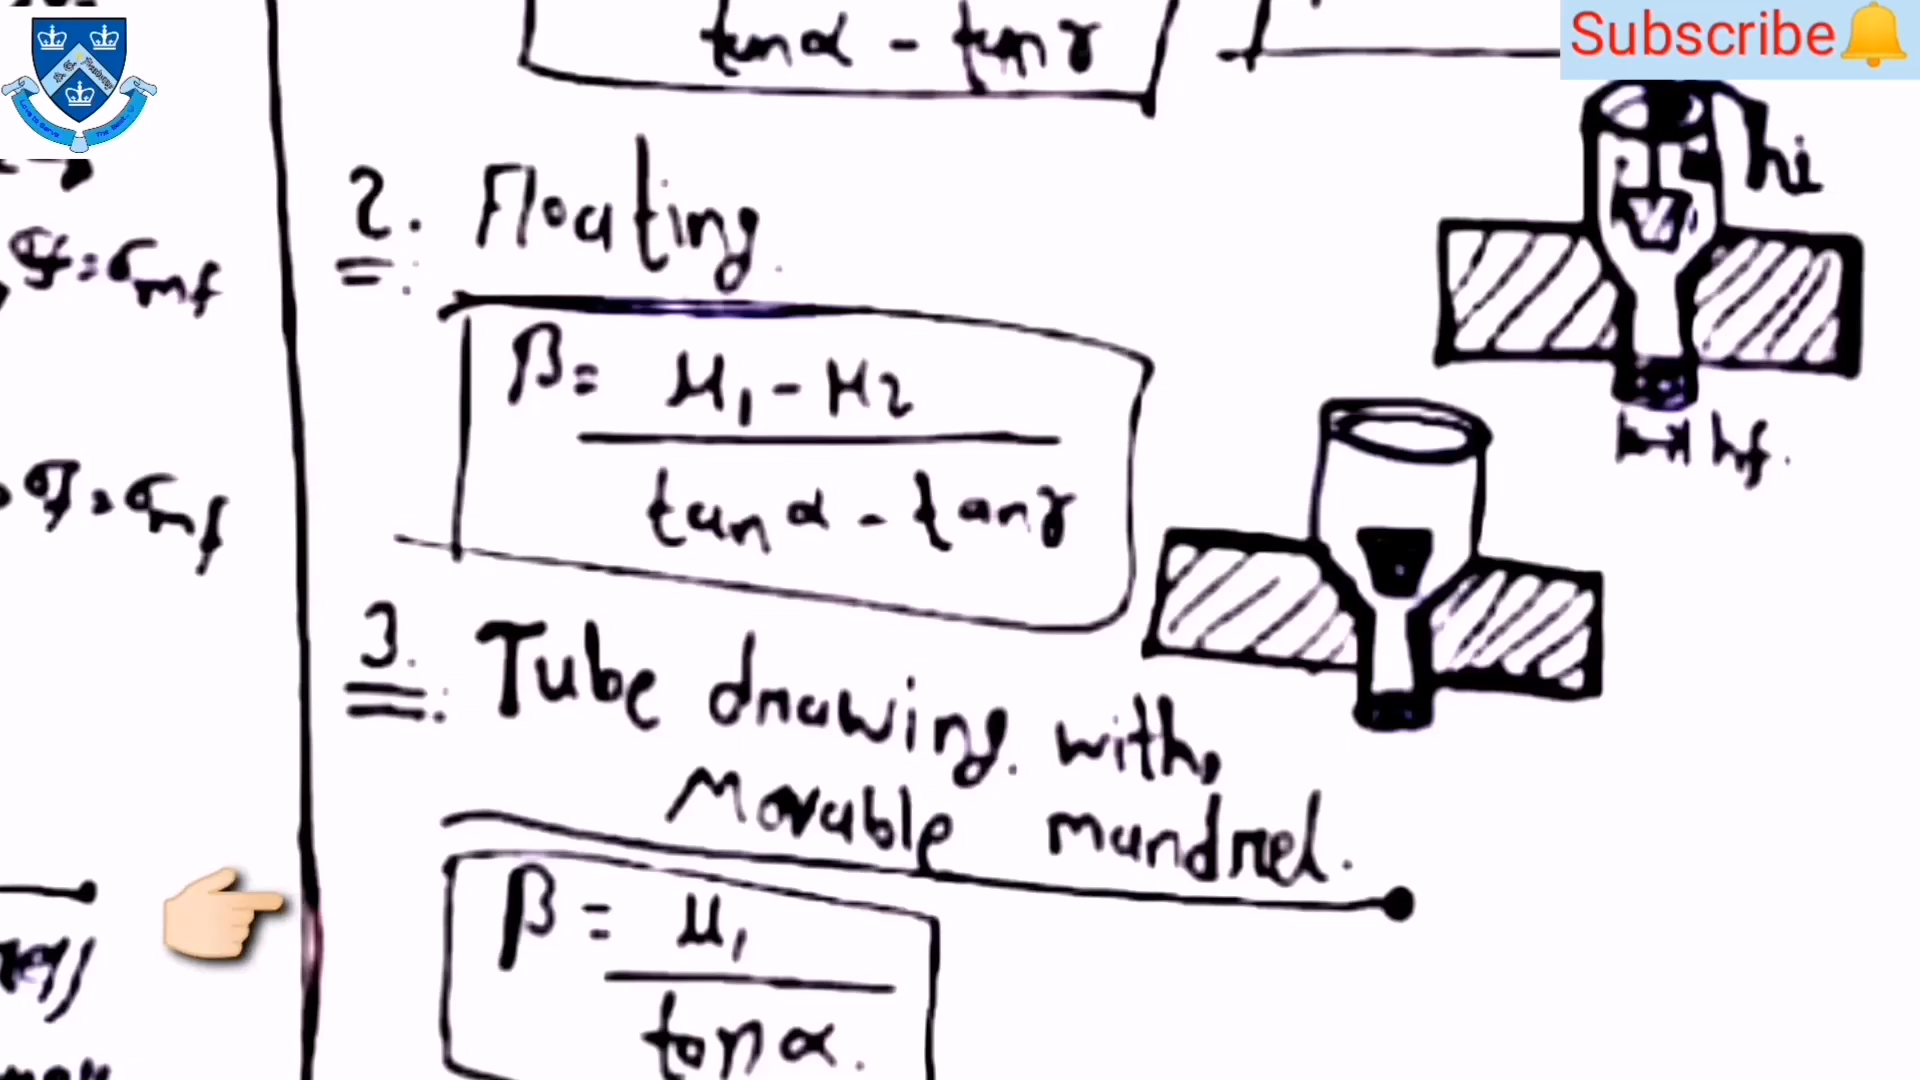 Subscribe
tanα - tanγ
hi
2. Floating
σf = σmf
β = μ1 - μ2
tanα - tanγ
hf.
σf = σmf
3. Tube drawing with,
Movable mandrel.
β = μ1
tanα.